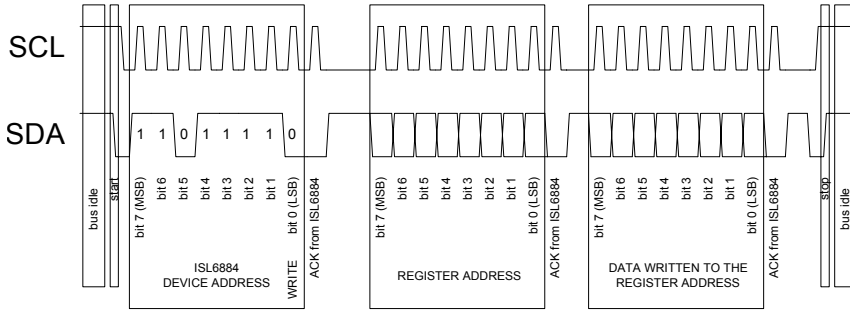 SCL
SDA
1 1 0 1 1 1 1 0
bus idle
start
bit 7 (MSB)
bit 6
bit 5
bit 4
bit 3
bit 2
bit 1
bit 0 (LSB)
ACK from ISL6884
bit 7 (MSB)
bit 6
bit 5
bit 4
bit 3
bit 2
bit 1
bit 0 (LSB)
ACK from ISL6884
bit 7 (MSB)
bit 6
bit 5
bit 4
bit 3
bit 2
bit 1
bit 0 (LSB)
ACK from ISL6884
stop
bus idle
ISL6884
DEVICE ADDRESS
WRITE
REGISTER ADDRESS
DATA WRITTEN TO THE
REGISTER ADDRESS